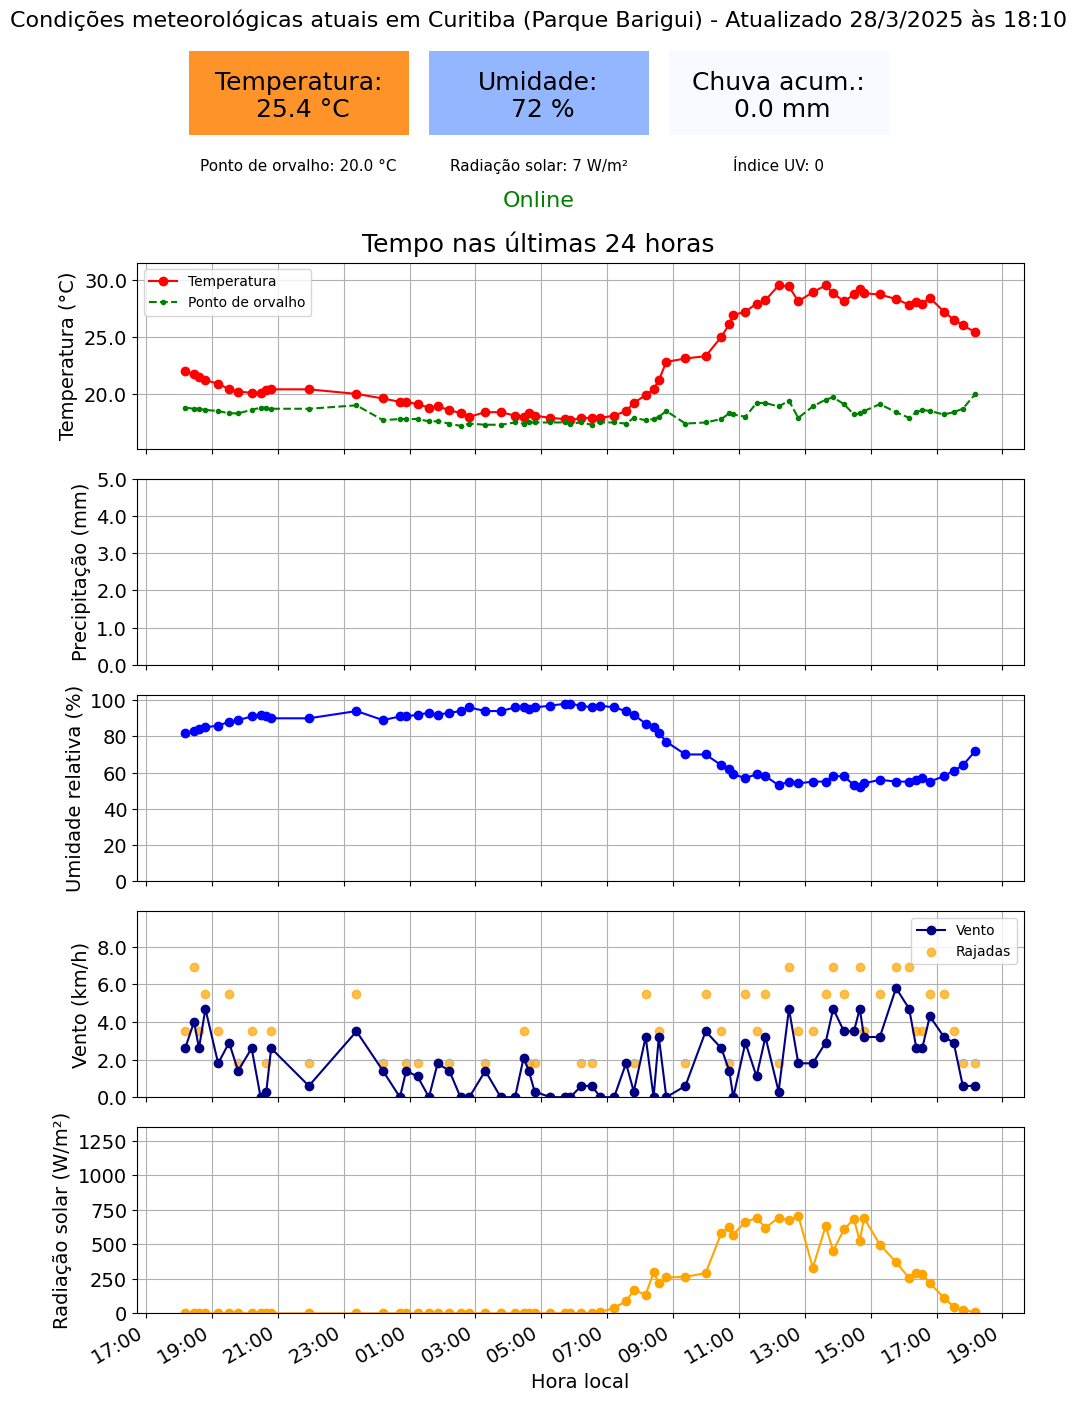 Condições meteorológicas atuais em Curitiba (Parque Barigui) - Atualizado 28/3/2025 às 18:10
Temperatura:
25.4 °C
Umidade:
72 %
Chuva acum.:
0.0 mm
Ponto de orvalho: 20.0 °C
Radiação solar: 7 W/m²
Índice UV: 0
Online
Tempo nas últimas 24 horas
Temperatura (°C)
30.0
25.0
20.0
Temperatura
Ponto de orvalho
Precipitação (mm)
5.0
4.0
3.0
2.0
1.0
0.0
Umidade relativa (%)
100
80
60
40
20
0
Vento (km/h)
8.0
6.0
4.0
2.0
0.0
Vento
Rajadas
Radiação solar (W/m²)
1250
1000
750
500
250
0
17:00
19:00
21:00
23:00
01:00
03:00
05:00
07:00
09:00
11:00
13:00
15:00
17:00
19:00
Hora local